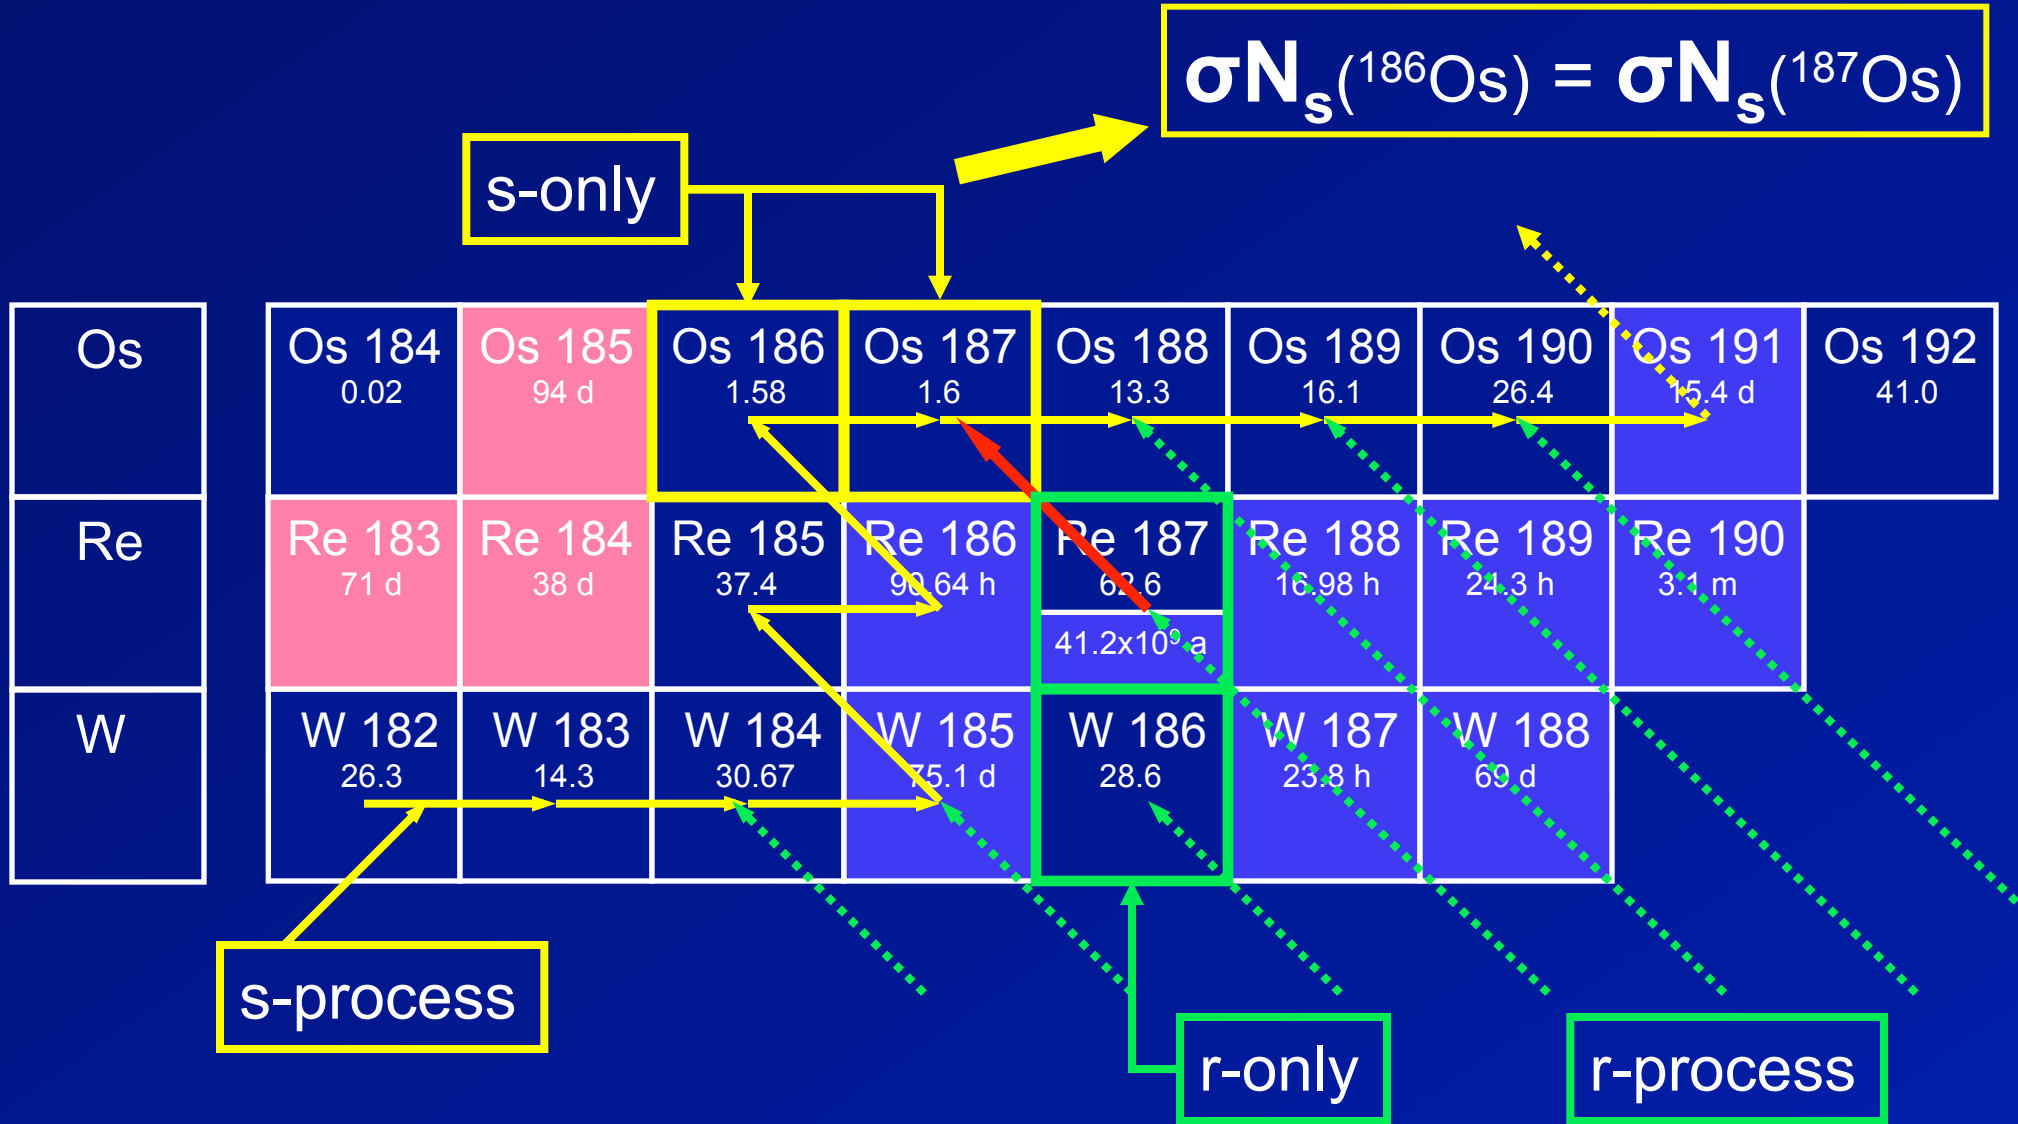 σNₛ(¹⁸⁶Os) = σNₛ(¹⁸⁷Os)
s-only
Os
Os 184
0.02
Os 185
94 d
Os 186
1.58
Os 187
1.6
Os 188
13.3
Os 189
16.1
Os 190
26.4
Os 191
15.4 d
Os 192
41.0
Re
Re 183
71 d
Re 184
38 d
Re 185
37.4
Re 186
90.64 h
Re 187
62.6
41.2x10⁹ a
Re 188
16.98 h
Re 189
24.3 h
Re 190
3.1 m
W
W 182
26.3
W 183
14.3
W 184
30.67
W 185
75.1 d
W 186
28.6
W 187
23.8 h
W 188
69 d
s-process
r-only
r-process